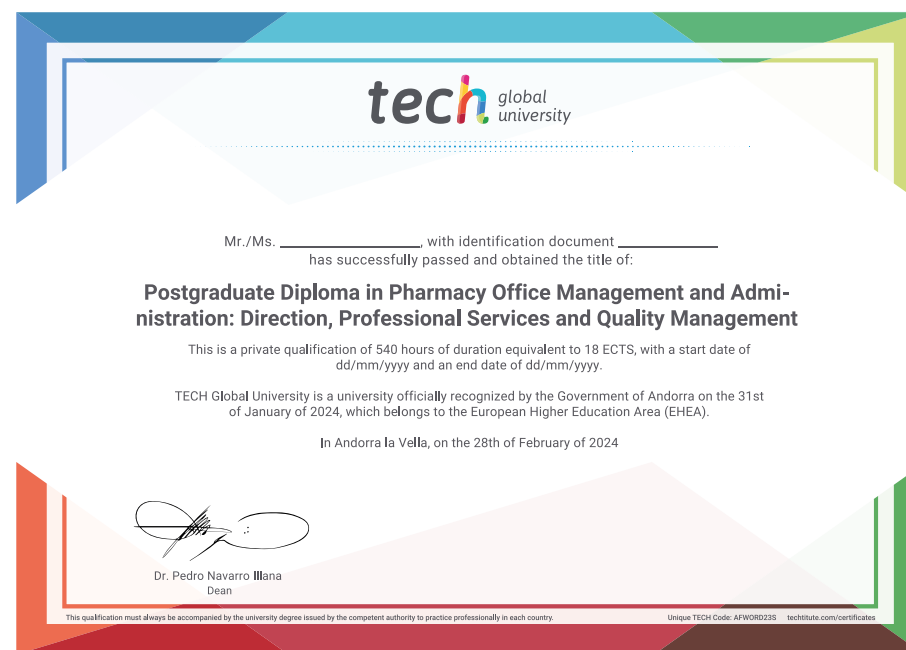 tech global university
Mr./Ms. ____________, with identification document ____________
has successfully passed and obtained the title of:
Postgraduate Diploma in Pharmacy Office Management and Admi-
nistration: Direction, Professional Services and Quality Management
This is a private qualification of 540 hours of duration equivalent to 18 ECTS, with a start date of
dd/mm/yyyy and an end date of dd/mm/yyyy.
TECH Global University is a university officially recognized by the Government of Andorra on the 31st
of January of 2024, which belongs to the European Higher Education Area (EHEA).
In Andorra la Vella, on the 28th of February of 2024
Dr. Pedro Navarro Illana
Dean
This qualification must always be accompanied by the university degree issued by the competent authority to practice professionally in each country. Unique TECH Code: AFWORD23S techtitute.com/certificates